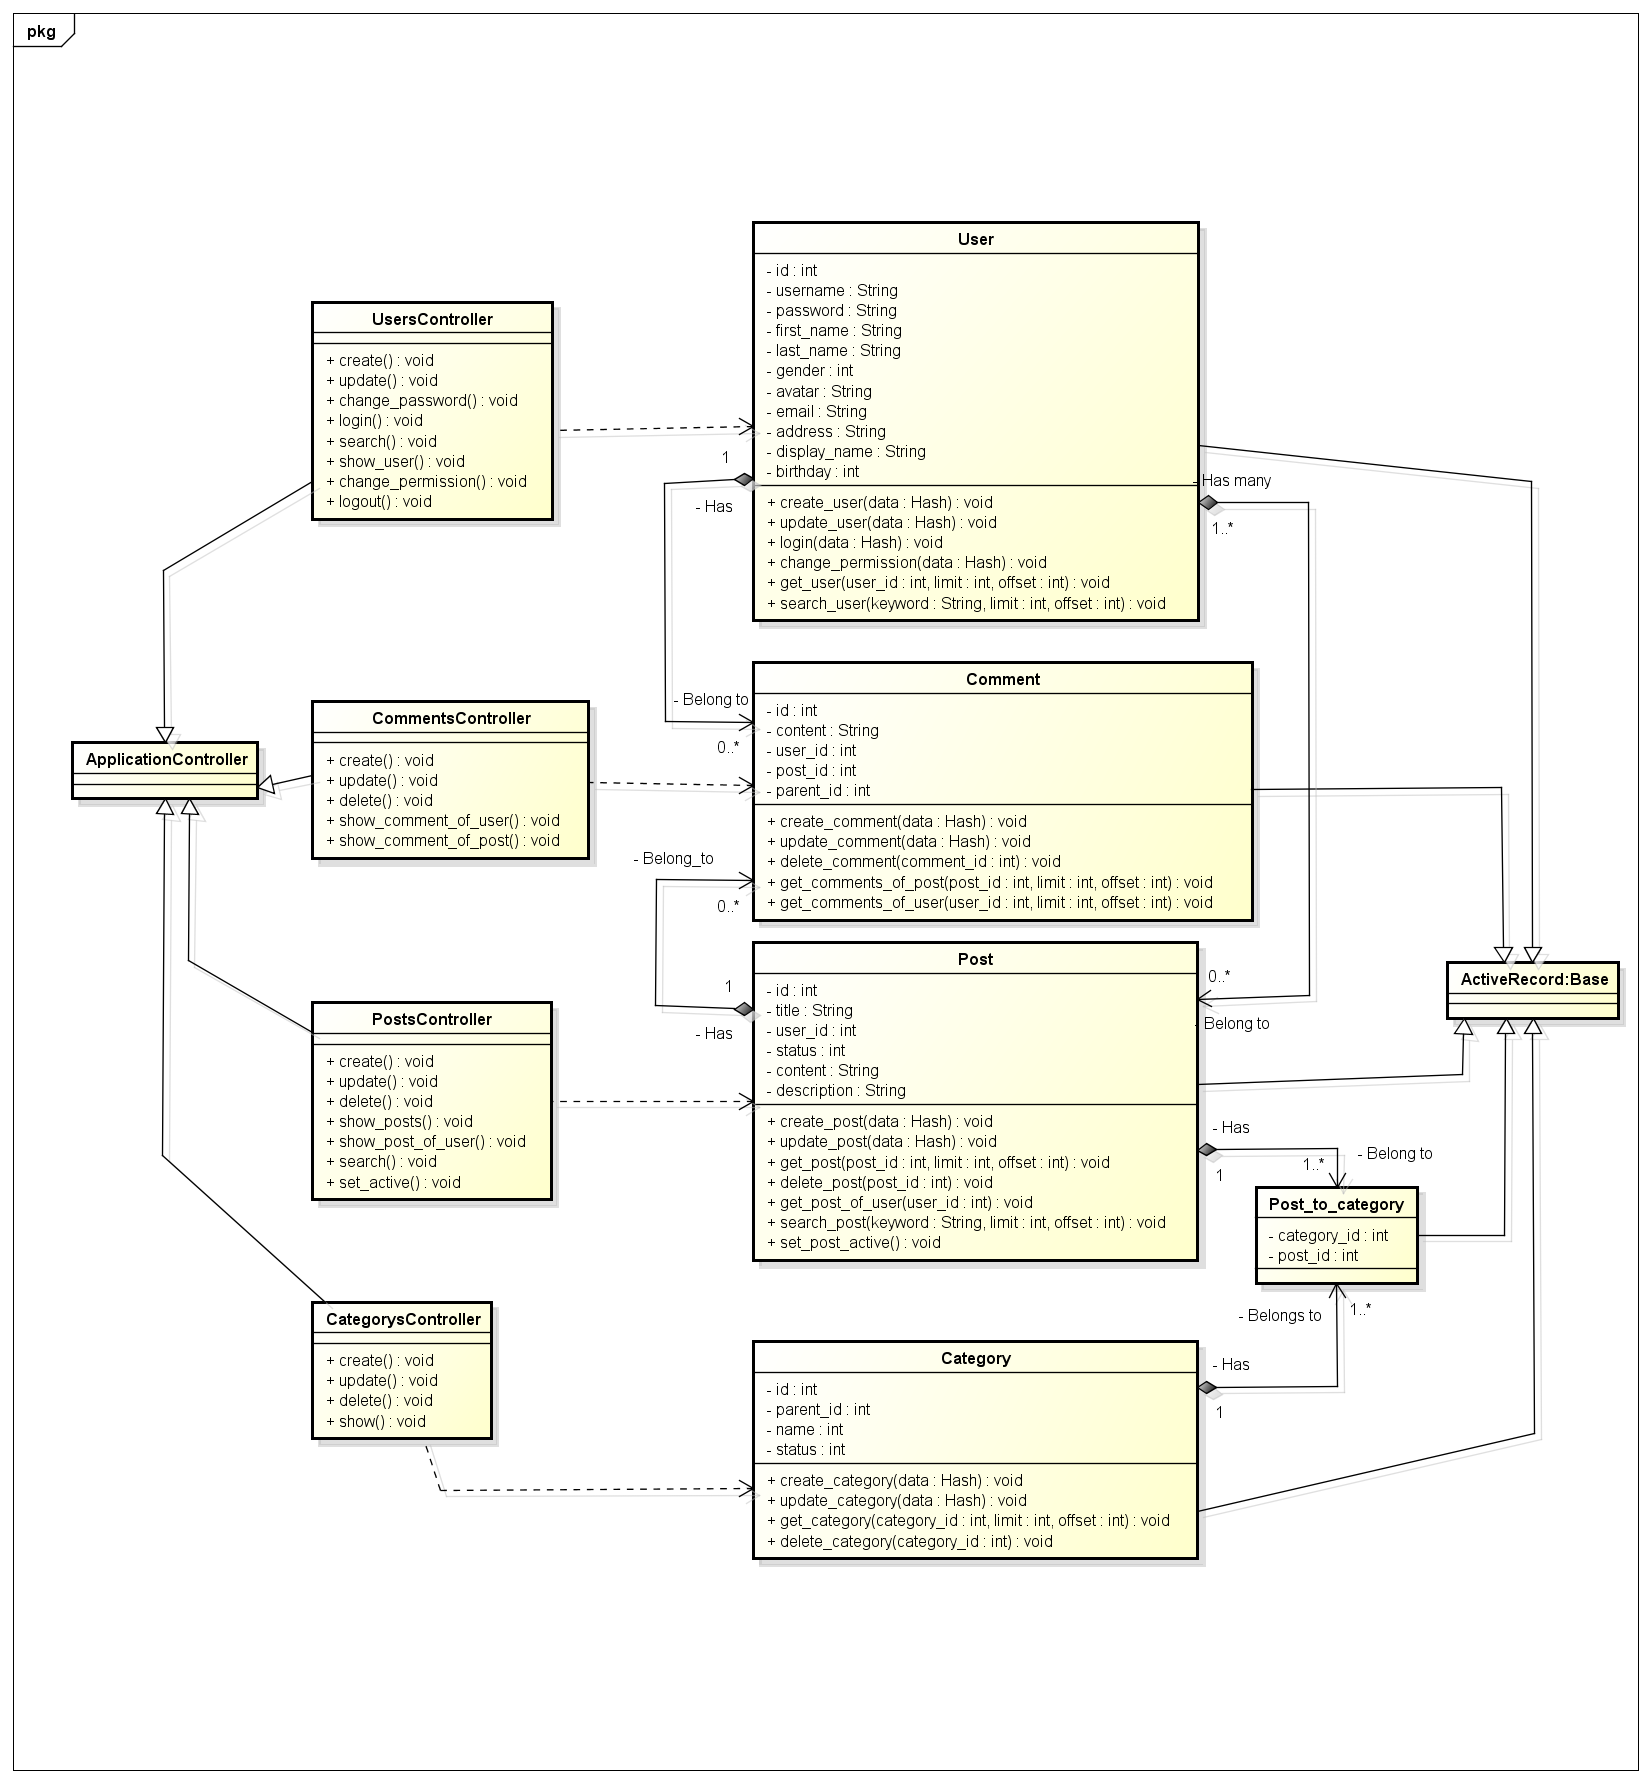 pkg
User
- id : int
- username : String
- password : String
- first_name : String
- last_name : String
- gender : int
- avatar : String
- email : String
- address : String
- display_name : String
- birthday : int
+ create_user(data : Hash) : void
+ update_user(data : Hash) : void
+ login(data : Hash) : void
+ change_permission(data : Hash) : void
+ get_user(user_id : int, limit : int, offset : int) : void
+ search_user(keyword : String, limit : int, offset : int) : void
UsersController
+ create() : void
+ update() : void
+ change_password() : void
+ login() : void
+ search() : void
+ show_user() : void
+ change_permission() : void
+ logout() : void
1
- Has
- Has many
1..*
- Belong to
0..*
Comment
- id : int
- content : String
- user_id : int
- post_id : int
- parent_id : int
+ create_comment(data : Hash) : void
+ update_comment(data : Hash) : void
+ delete_comment(comment_id : int) : void
+ get_comments_of_post(post_id : int, limit : int, offset : int) : void
+ get_comments_of_user(user_id : int, limit : int, offset : int) : void
CommentsController
+ create() : void
+ update() : void
+ delete() : void
+ show_comment_of_user() : void
+ show_comment_of_post() : void
ApplicationController
- Belong_to
0..*
1
- Has
Post
- id : int
- title : String
- user_id : int
- status : int
- content : String
- description : String
+ create_post(data : Hash) : void
+ update_post(data : Hash) : void
+ get_post(post_id : int, limit : int, offset : int) : void
+ delete_post(post_id : int) : void
+ get_post_of_user(user_id : int) : void
+ search_post(keyword : String, limit : int, offset : int) : void
+ set_post_active() : void
0..*
- Belong to
ActiveRecord:Base
PostsController
+ create() : void
+ update() : void
+ delete() : void
+ show_posts() : void
+ show_post_of_user() : void
+ search() : void
+ set_active() : void
- Has
1
1..*
- Belong to
Post_to_category
- category_id : int
- post_id : int
- Belongs to
1..*
- Has
1
CategorysController
+ create() : void
+ update() : void
+ delete() : void
+ show() : void
Category
- id : int
- parent_id : int
- name : int
- status : int
+ create_category(data : Hash) : void
+ update_category(data : Hash) : void
+ get_category(category_id : int, limit : int, offset : int) : void
+ delete_category(category_id : int) : void